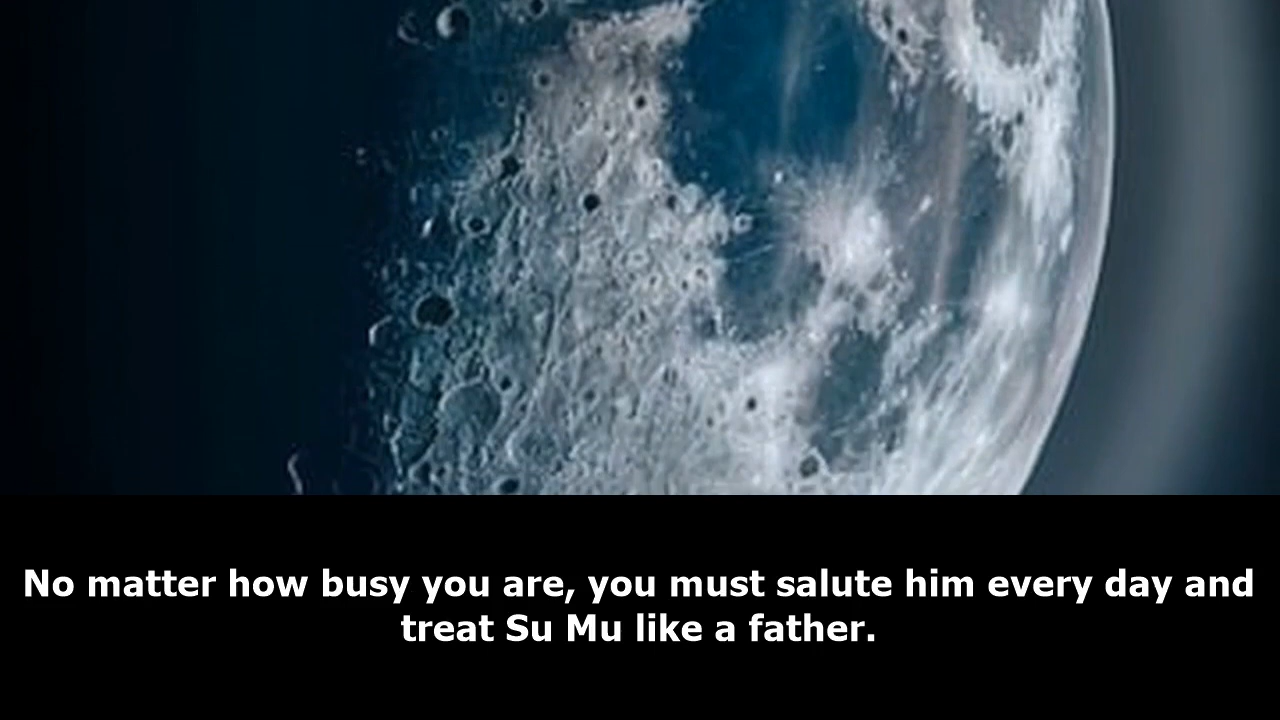 No matter how busy you are, you must salute him every day and
treat Su Mu like a father.